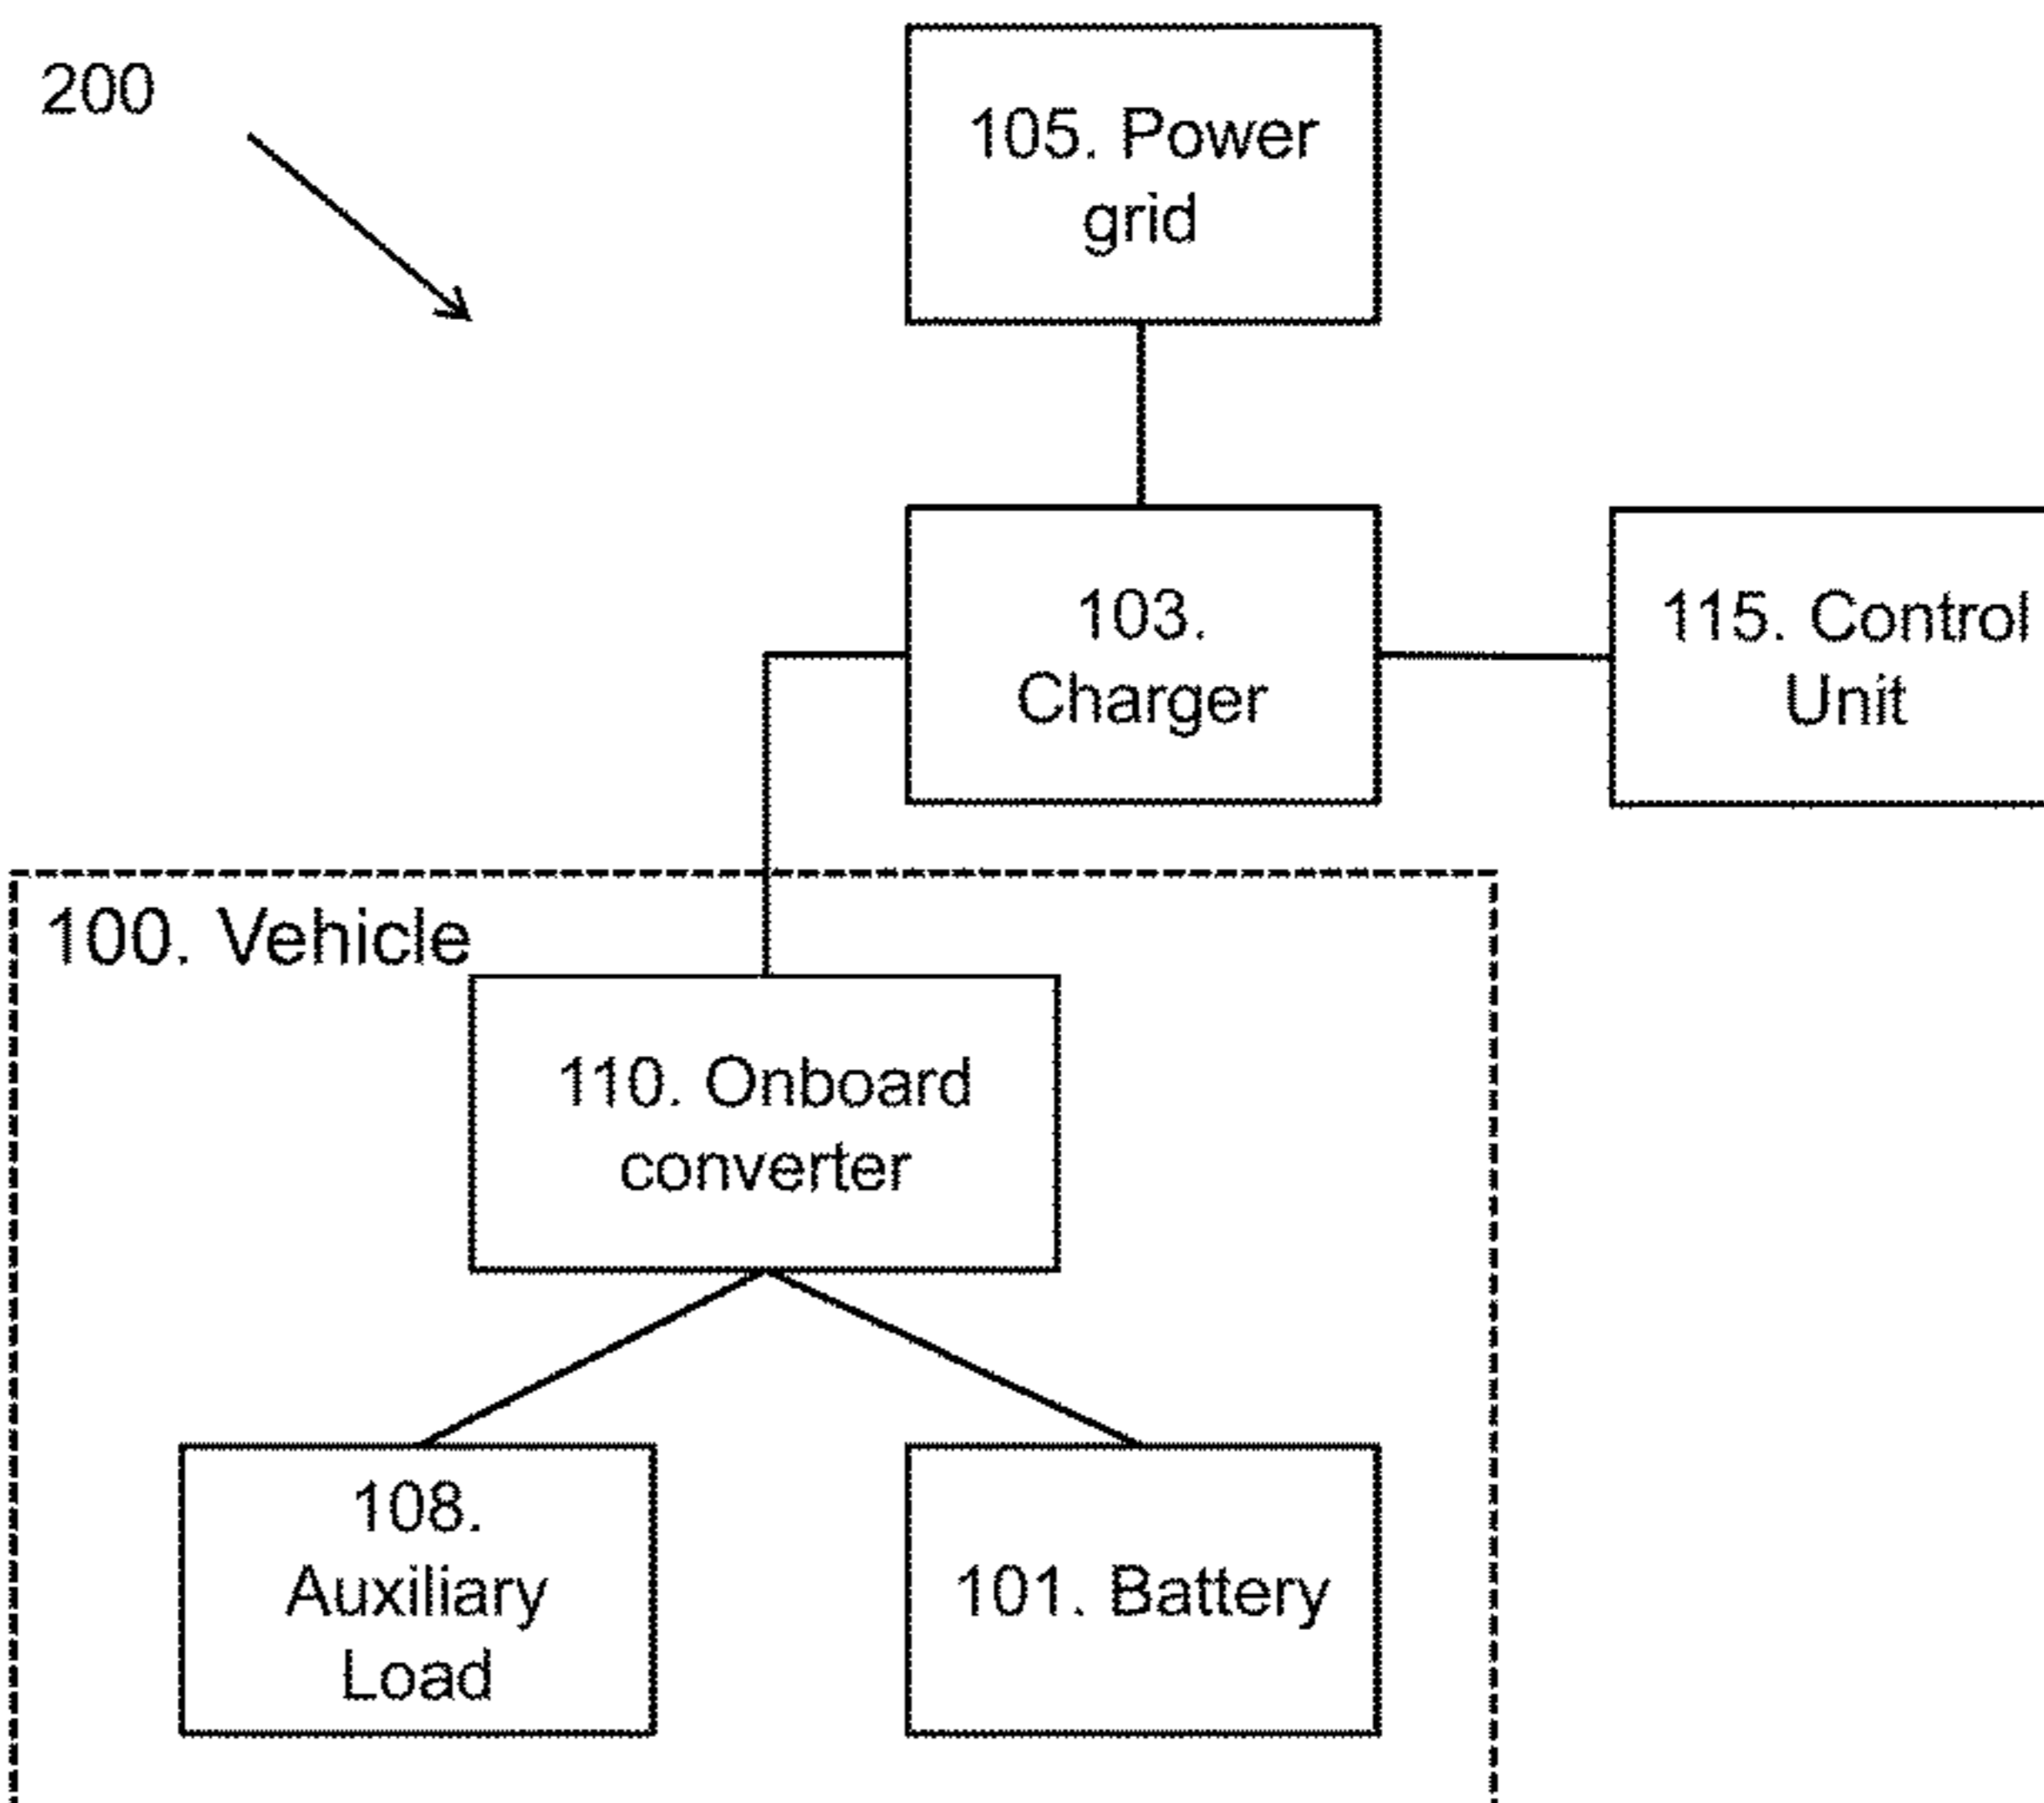 200
105. Power
grid
103.
Charger
115. Control
Unit
100. Vehicle
110. Onboard
converter
108.
Auxiliary
Load
101. Battery